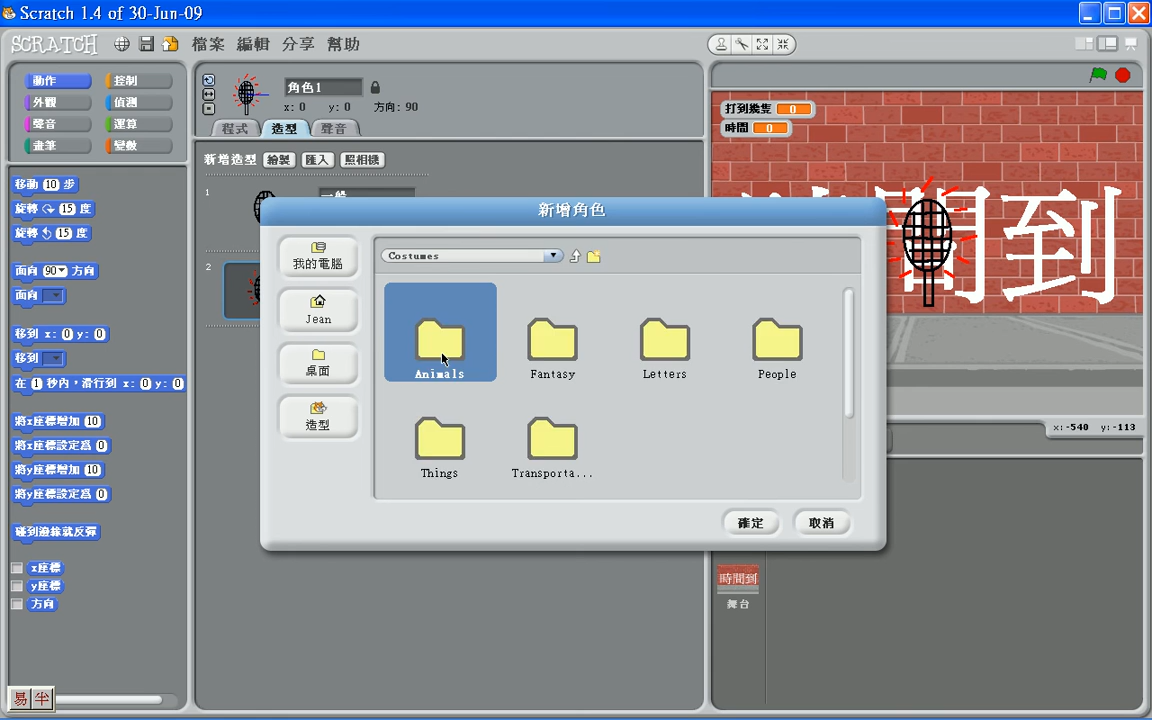 Scratch 1.4 of 30-Jun-09
SCRATCH 檔案 編輯 分享 幫助
動作 控制
外觀 偵測
聲音 運算
畫筆 變數
角色1
x: 0 y: 0 方向: 90
程式 造型 聲音
新增造型 繪製 匯入 照相機
1 一般
2
移動 10 步
旋轉 15 度
旋轉 15 度
面向 90 方向
面向
移到 x: 0 y: 0
移到
在 1 秒內，滑行到 x: 0 y: 0
將x座標增加 10
將x座標設定為 0
將y座標增加 10
將y座標設定為 0
碰到邊緣就反彈
x座標
y座標
方向
易 半
新增角色
我的電腦
Jean
桌面
造型
Costumes
Animals Fantasy Letters People
Things Transporta...
確定 取消
打到幾隻 0
時間 0
間到
x: -540 y: -113
時間到
舞台